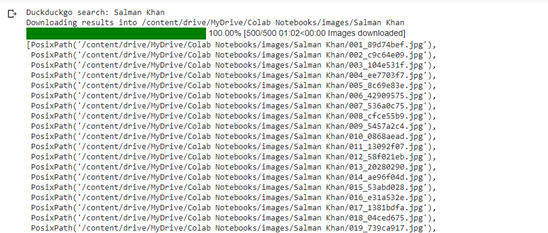 Duckduckgo search: Salman Khan
Downloading results into /content/drive/MyDrive/Colab Notebooks/images/Salman Khan
100.00% [500/500 01:02<00:00 Images downloaded]
[PosixPath('/content/drive/MyDrive/Colab Notebooks/images/Salman Khan/001_89d74bef.jpg'),
PosixPath('/content/drive/MyDrive/Colab Notebooks/images/Salman Khan/002_c9c64e09.jpg'),
PosixPath('/content/drive/MyDrive/Colab Notebooks/images/Salman Khan/003_104e531f.jpg'),
PosixPath('/content/drive/MyDrive/Colab Notebooks/images/Salman Khan/004_ee7703f7.jpg'),
PosixPath('/content/drive/MyDrive/Colab Notebooks/images/Salman Khan/005_8c69e83e.jpg'),
PosixPath('/content/drive/MyDrive/Colab Notebooks/images/Salman Khan/006_42909575.jpg'),
PosixPath('/content/drive/MyDrive/Colab Notebooks/images/Salman Khan/007_536a0c75.jpg'),
PosixPath('/content/drive/MyDrive/Colab Notebooks/images/Salman Khan/008_cfce55b9.jpg'),
PosixPath('/content/drive/MyDrive/Colab Notebooks/images/Salman Khan/009_5457a2c4.jpg'),
PosixPath('/content/drive/MyDrive/Colab Notebooks/images/Salman Khan/010_0868aead.jpg'),
PosixPath('/content/drive/MyDrive/Colab Notebooks/images/Salman Khan/011_13092f07.jpg'),
PosixPath('/content/drive/MyDrive/Colab Notebooks/images/Salman Khan/012_58f021eb.jpg'),
PosixPath('/content/drive/MyDrive/Colab Notebooks/images/Salman Khan/013_20280290.jpg'),
PosixPath('/content/drive/MyDrive/Colab Notebooks/images/Salman Khan/014_ae96f04d.jpg'),
PosixPath('/content/drive/MyDrive/Colab Notebooks/images/Salman Khan/015_53abd028.jpg'),
PosixPath('/content/drive/MyDrive/Colab Notebooks/images/Salman Khan/016_e31a532e.jpg'),
PosixPath('/content/drive/MyDrive/Colab Notebooks/images/Salman Khan/017_1381bdfa.jpg'),
PosixPath('/content/drive/MyDrive/Colab Notebooks/images/Salman Khan/018_04ced675.jpg'),
PosixPath('/content/drive/MyDrive/Colab Notebooks/images/Salman Khan/019_739ca917.jpg'),